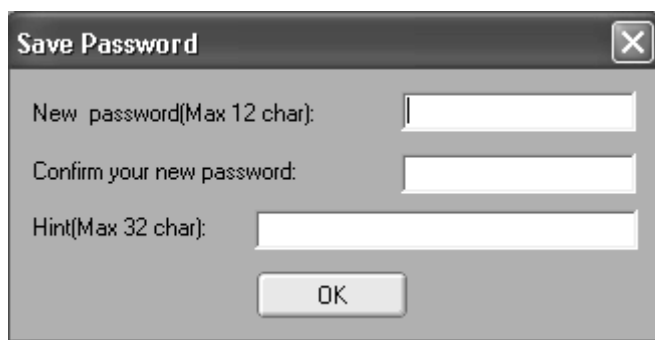 Save Password
New password(Max 12 char):
Confirm your new password:
Hint(Max 32 char):
OK